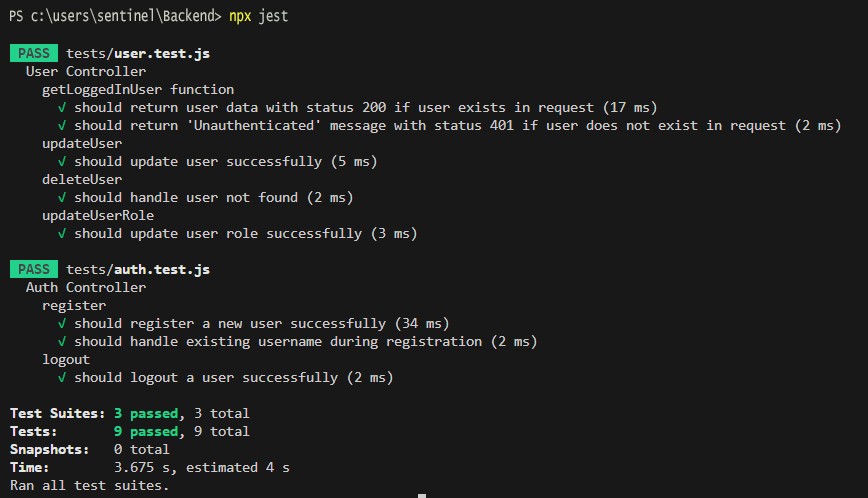 PS c:\users\sentinel\Backend> npx jest
PASS tests/user.test.js
User Controller
getLoggedInUser function
√ should return user data with status 200 if user exists in request (17 ms)
√ should return 'Unauthenticated' message with status 401 if user does not exist in request (2 ms)
updateUser
√ should update user successfully (5 ms)
deleteUser
√ should handle user not found (2 ms)
updateUserRole
√ should update user role successfully (3 ms)
PASS tests/auth.test.js
Auth Controller
register
√ should register a new user successfully (34 ms)
√ should handle existing username during registration (2 ms)
logout
√ should logout a user successfully (2 ms)
Test Suites: 3 passed, 3 total
Tests: 9 passed, 9 total
Snapshots: 0 total
Time: 3.675 s, estimated 4 s
Ran all test suites.